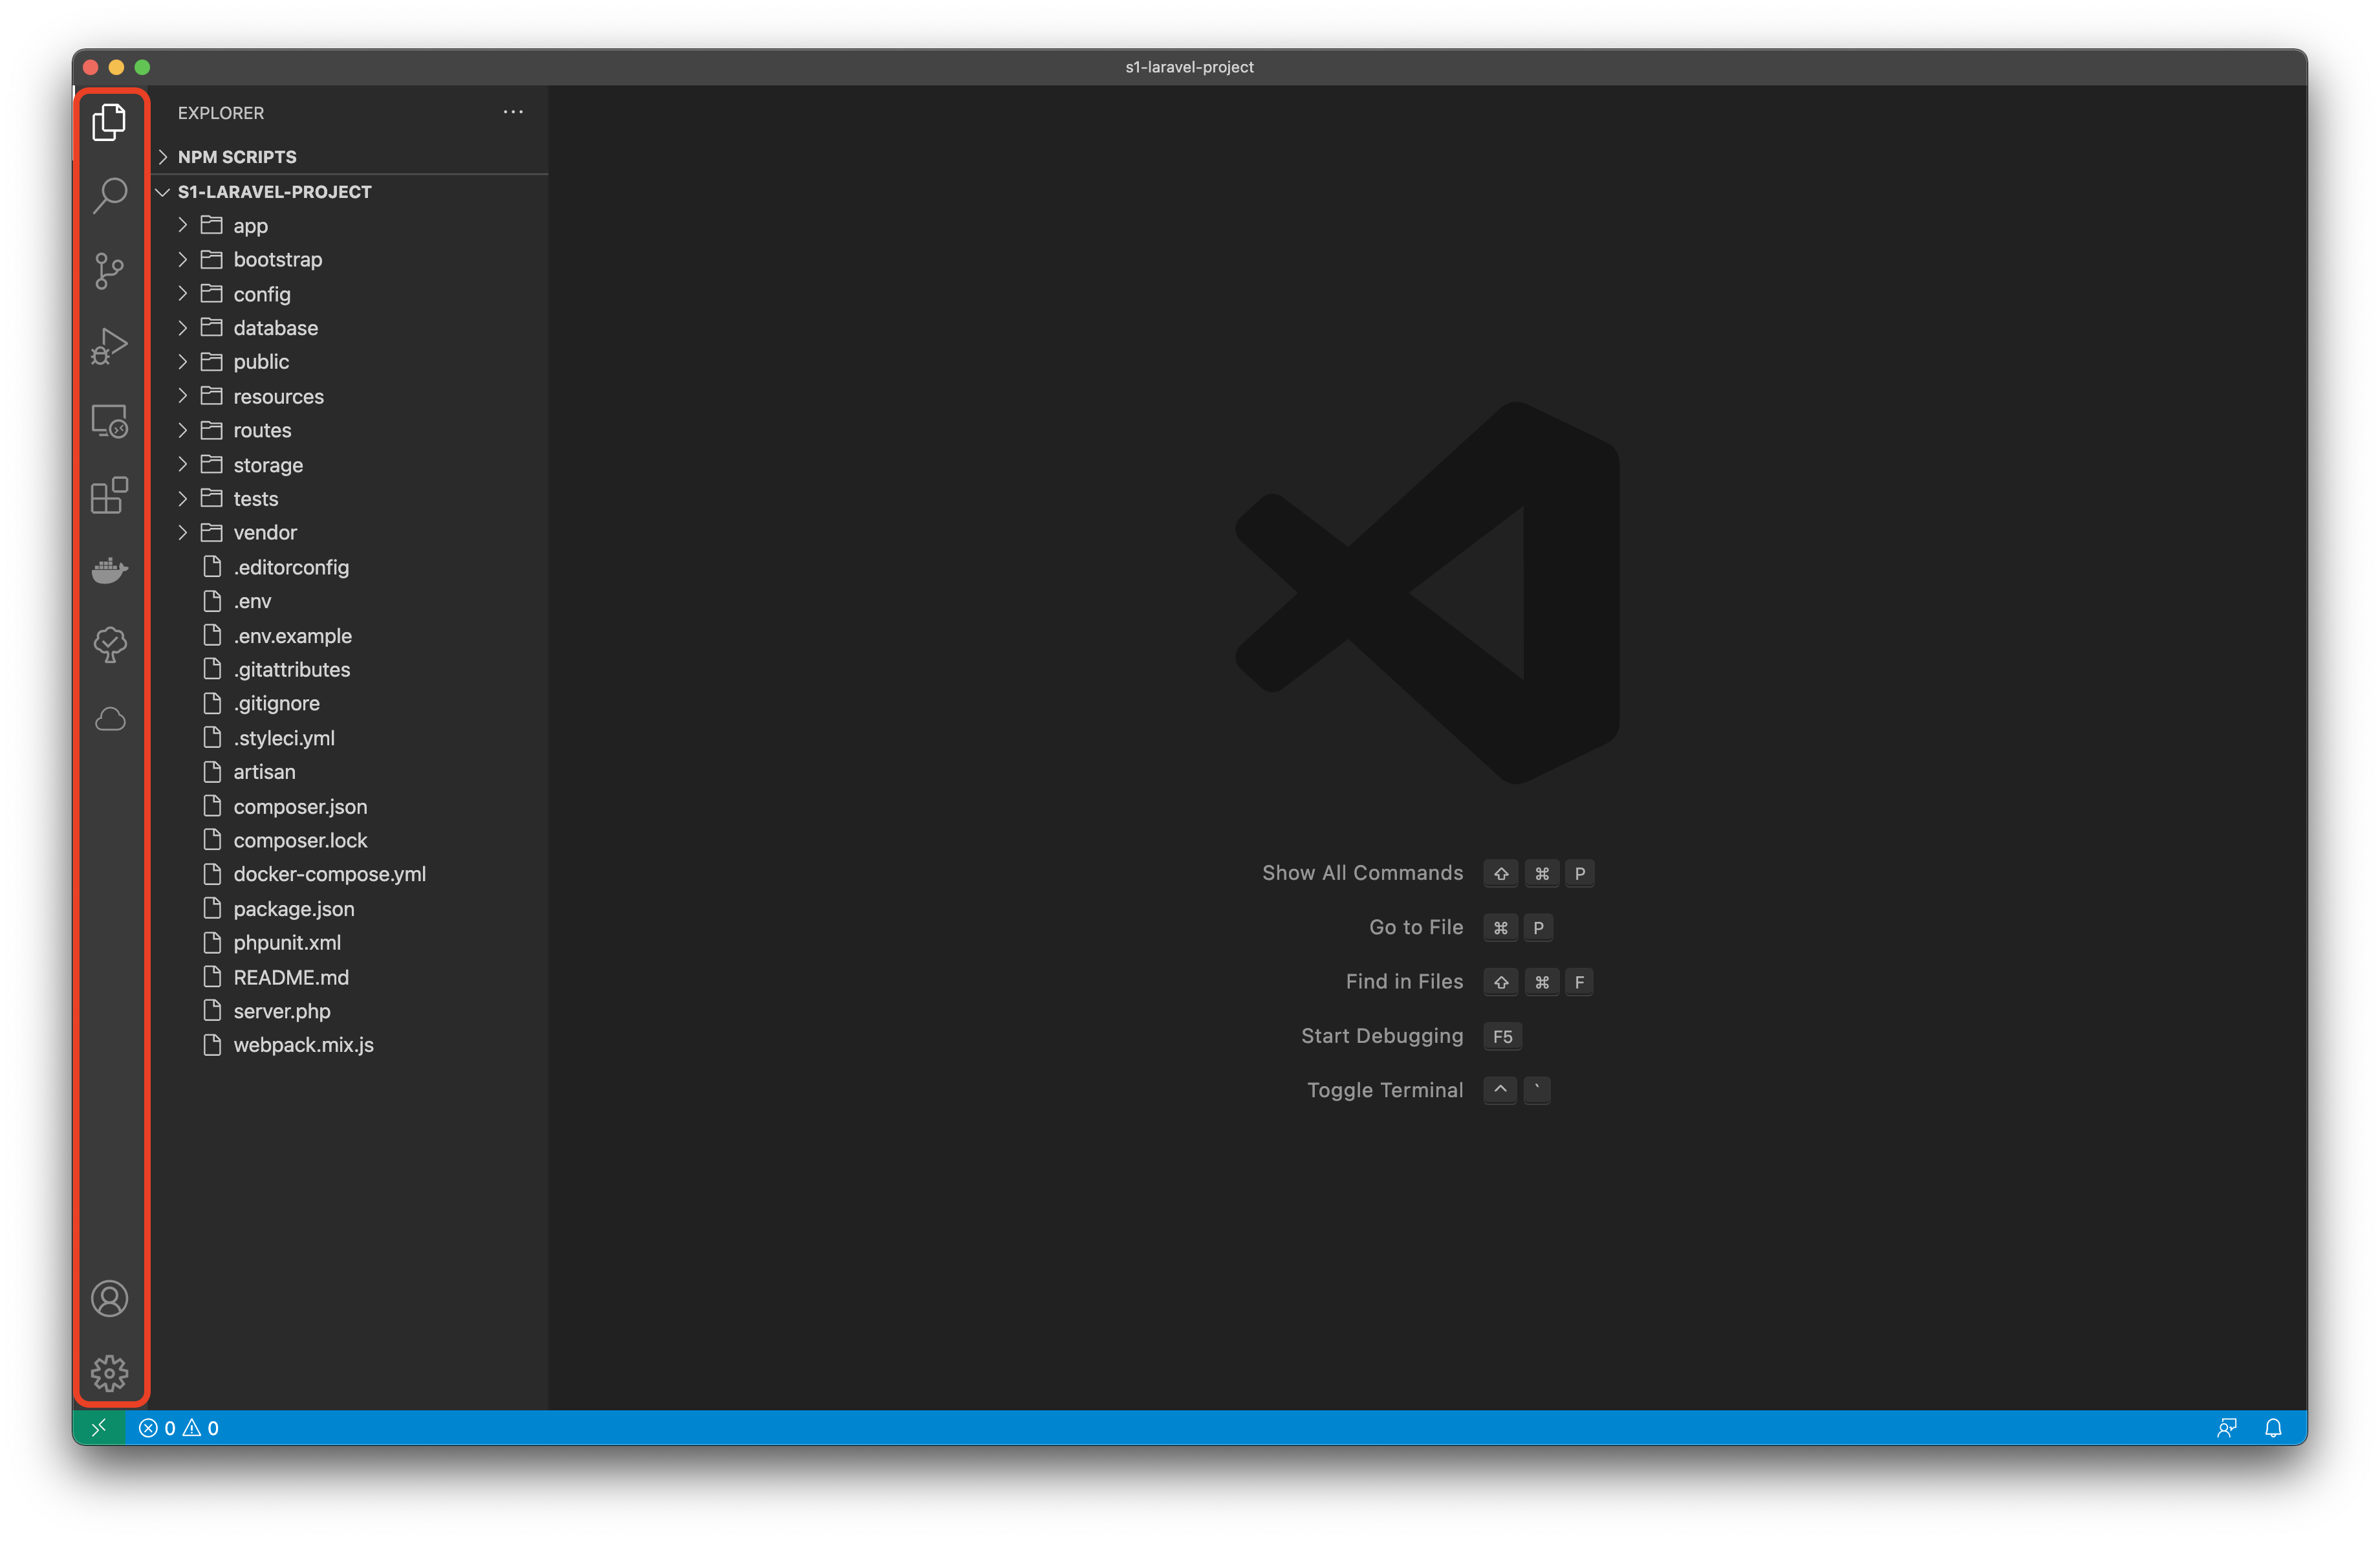 s1-laravel-project
EXPLORER
NPM SCRIPTS
S1-LARAVEL-PROJECT
app
bootstrap
config
database
public
resources
routes
storage
tests
vendor
.editorconfig
.env
.env.example
.gitattributes
.gitignore
.styleci.yml
artisan
composer.json
composer.lock
docker-compose.yml
package.json
phpunit.xml
README.md
server.php
webpack.mix.js
Show All Commands ⇧ ⌘ P
Go to File ⌘ P
Find in Files ⇧ ⌘ F
Start Debugging F5
Toggle Terminal ^ `
0 0